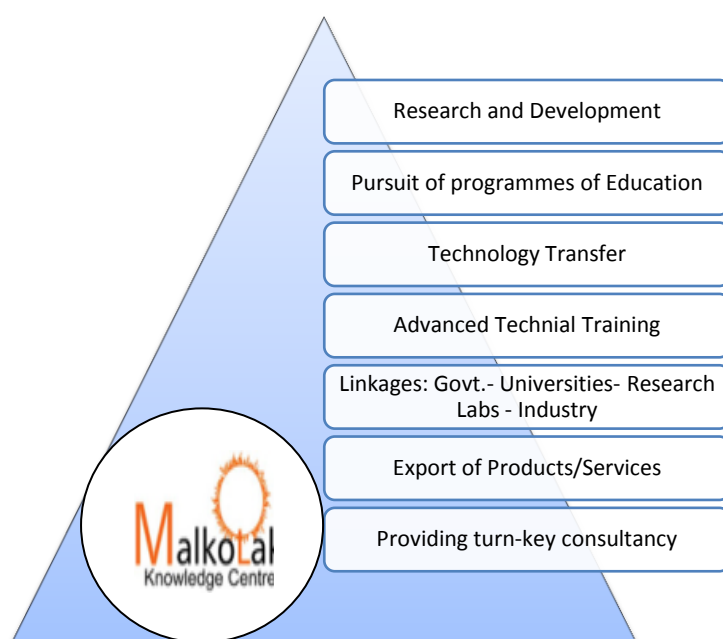 Research and Development
Pursuit of programmes of Education
Technology Transfer
Advanced Technial Training
Linkages: Govt.- Universities- Research
Labs - Industry
Export of Products/Services
Providing turn-key consultancy
MalkoLak
Knowledge Centre